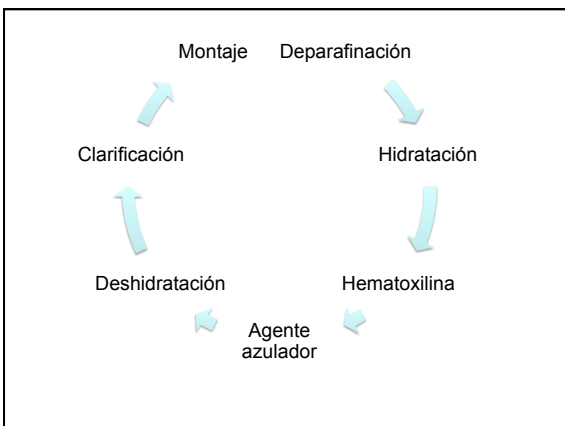 Montaje
Deparafinación
Hidratación
Hematoxilina
Agente
azulador
Deshidratación
Clarificación